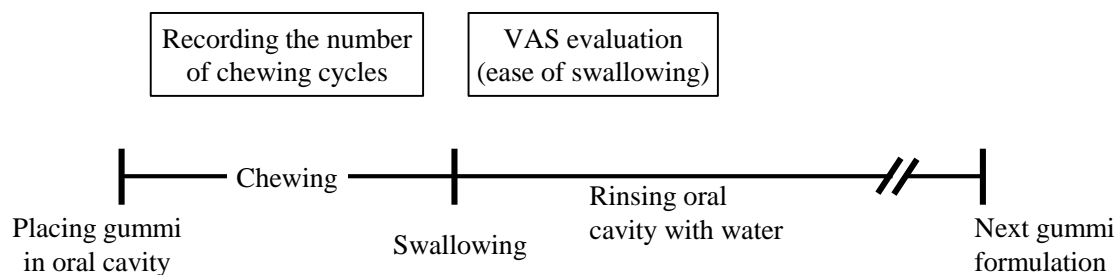 Recording the number
of chewing cycles
VAS evaluation
(ease of swallowing)
Chewing
Rinsing oral
cavity with water
Placing gummi
in oral cavity
Swallowing
Next gummi
formulation